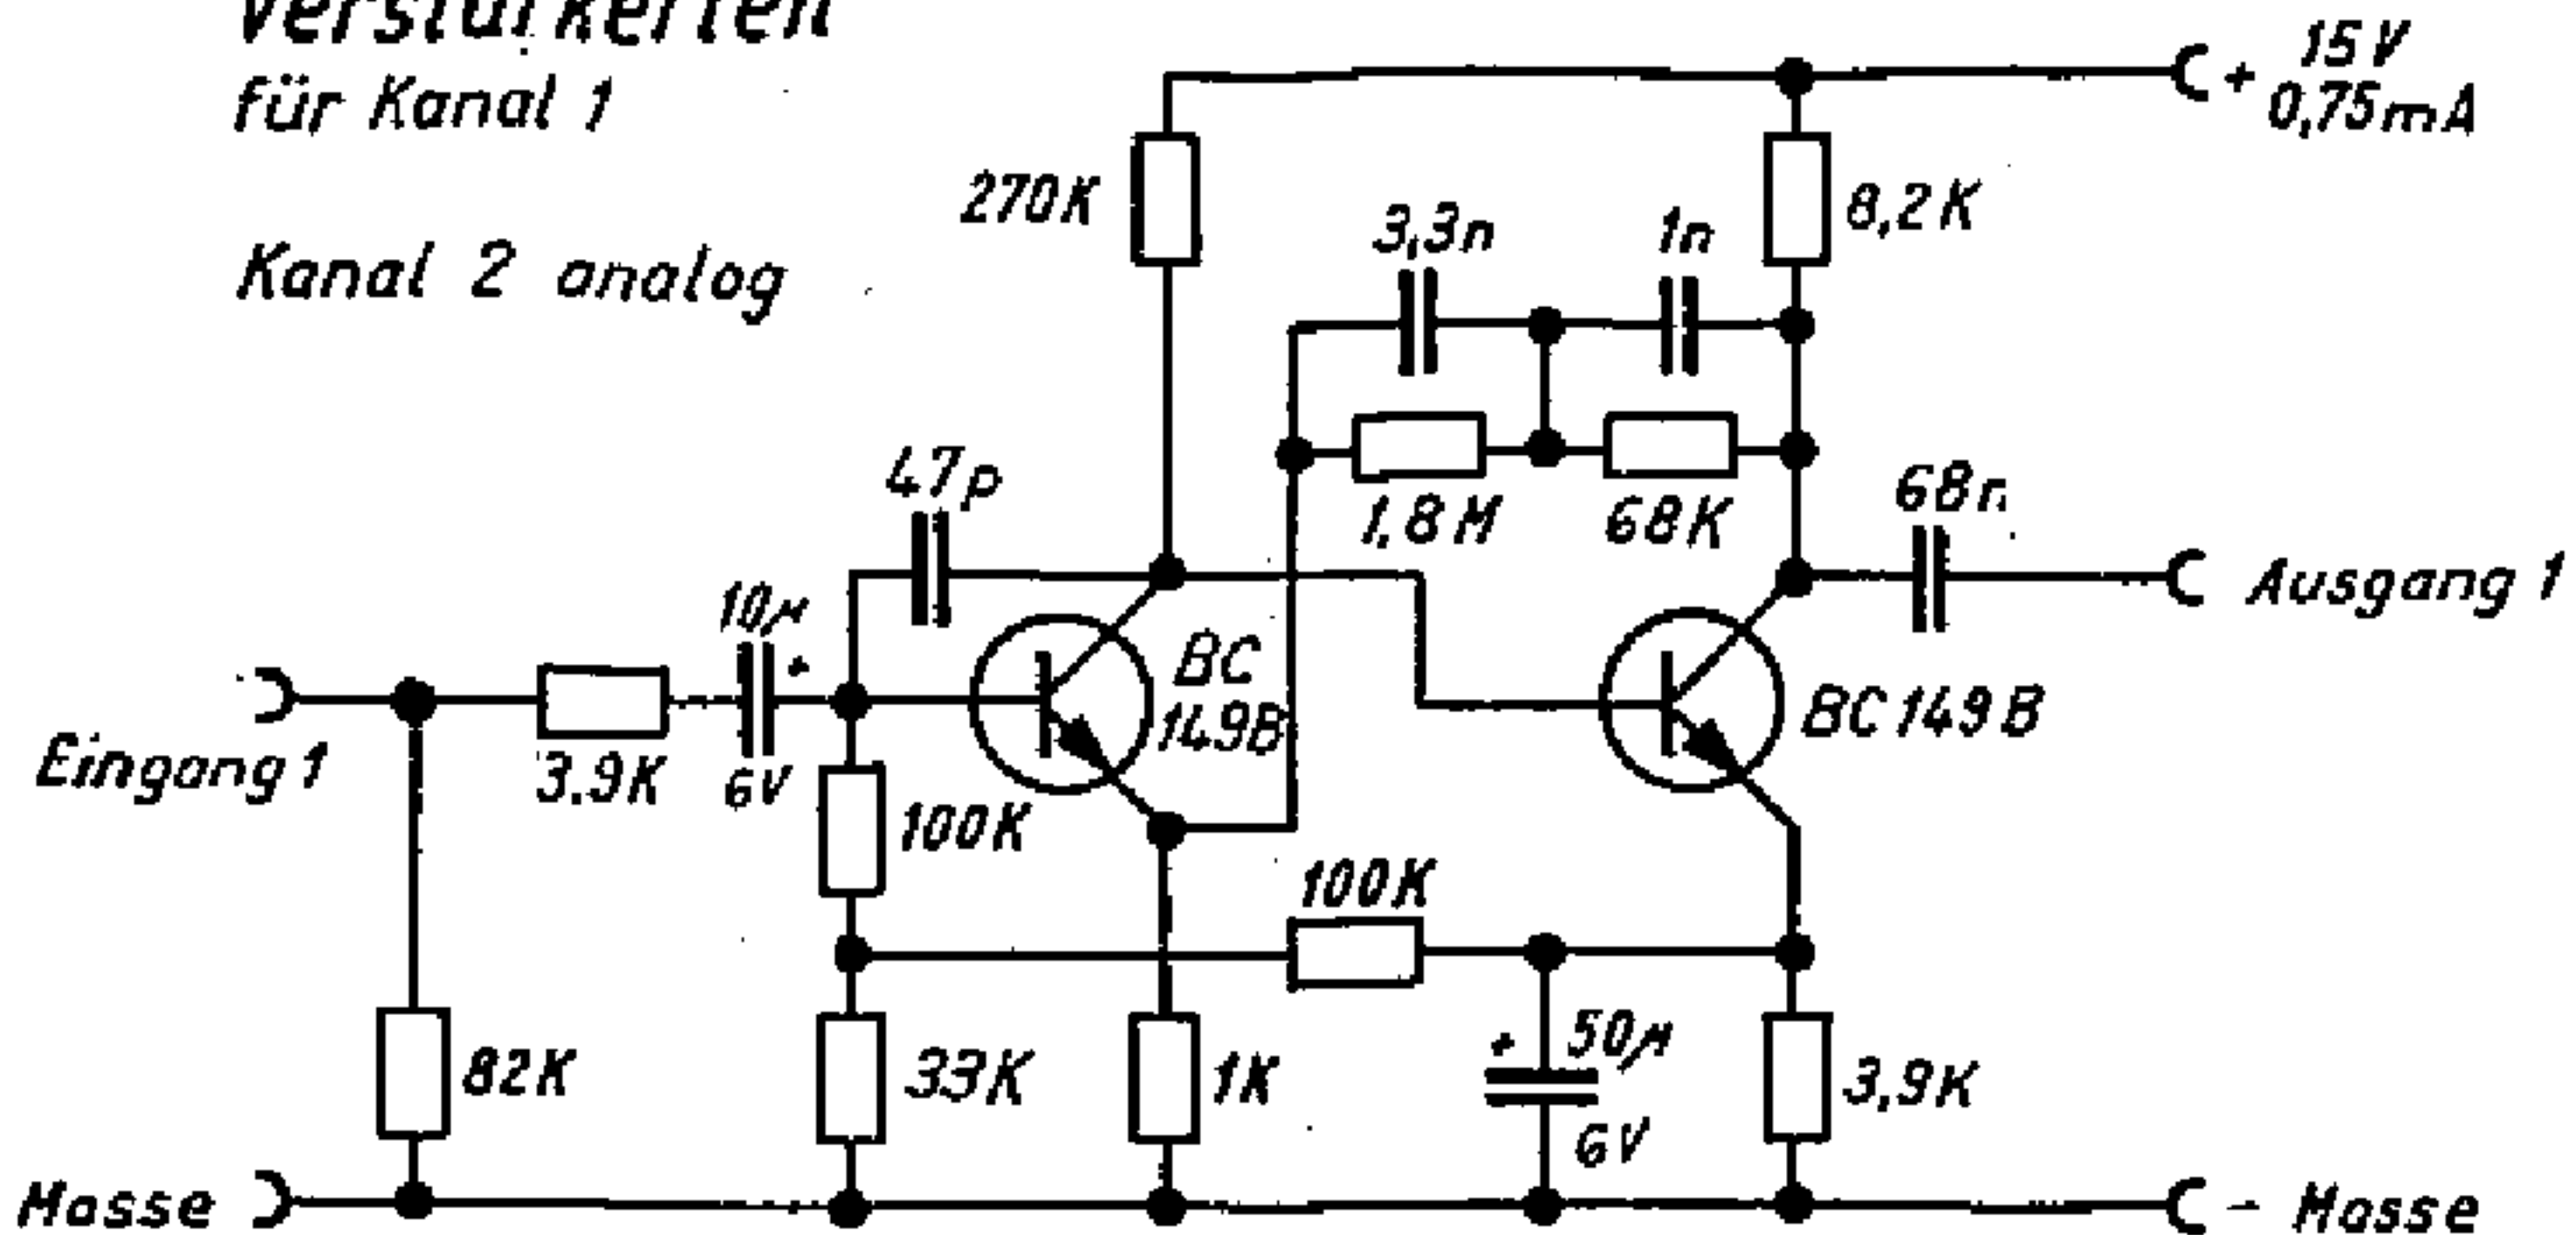 Verstärkerteil
für Kanal 1
Kanal 2 analog
+ 15V
0,75mA
270K
8,2K
3,3n
1n
1,8M
68K
47p
68n
Ausgang 1
10µ
+
6V
BC
149B
BC149B
Eingang 1
3.9K
100K
100K
82K
33K
1K
+
50µ
6V
3,9K
Masse
- Masse